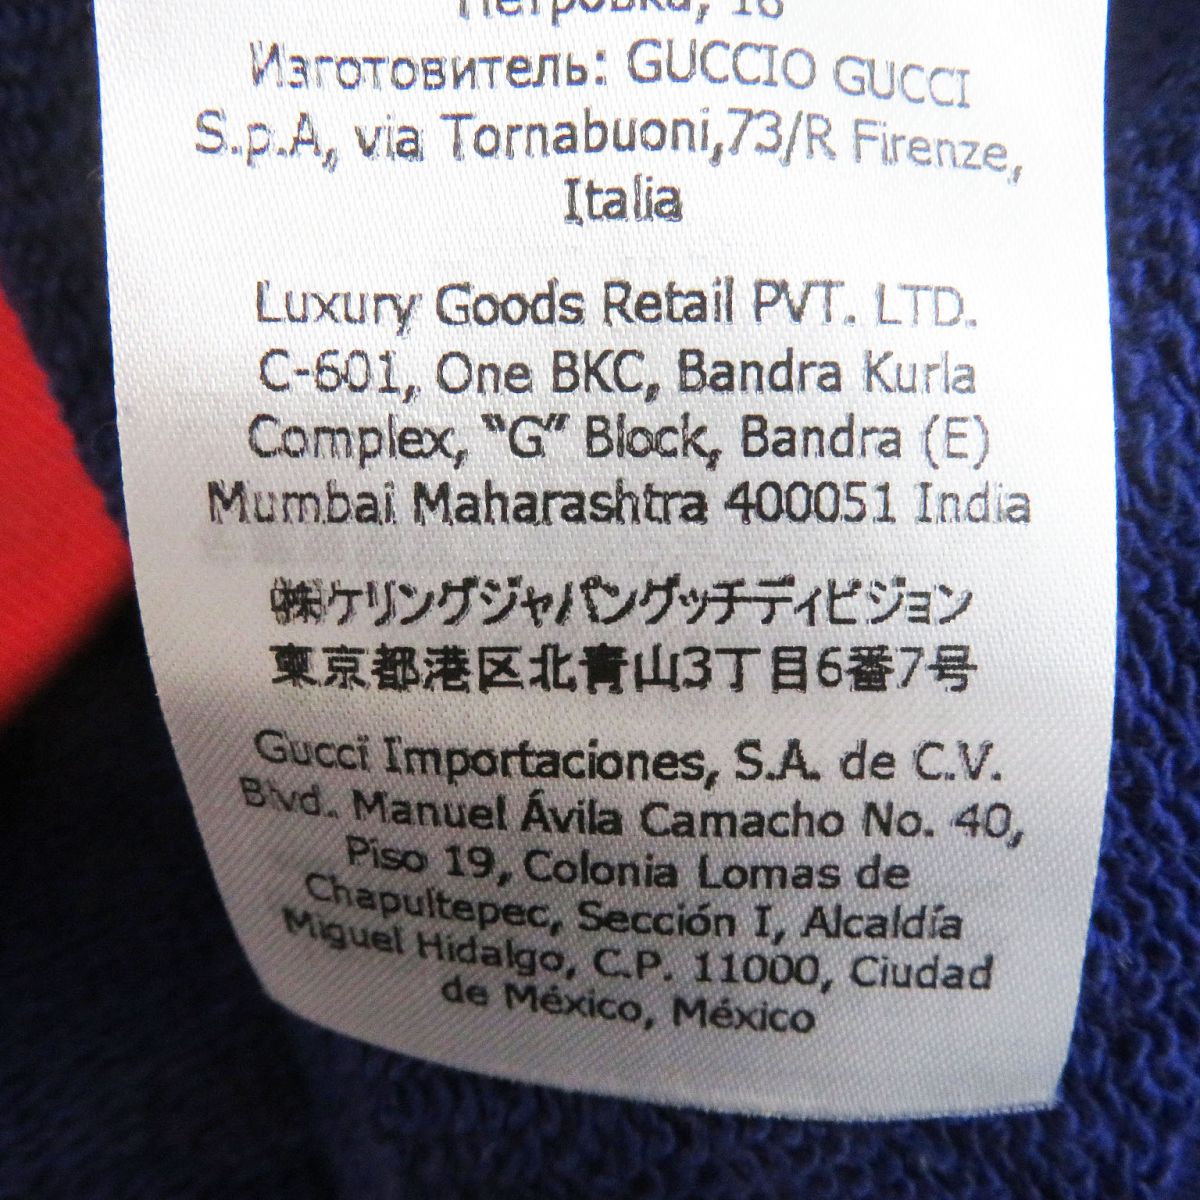 Петровка, 16
Изготовитель: GUCCIO GUCCI
S.p.A, via Tornabuoni,73/R Firenze,
Italia
Luxury Goods Retail PVT. LTD.
C-601, One BKC, Bandra Kurla
Complex, "G" Block, Bandra (E)
Mumbai Maharashtra 400051 India
㈱ケリングジャパングッチディビジョン
東京都港区北青山3丁目6番7号
Gucci Importaciones, S.A. de C.V.
Blvd. Manuel Ávila Camacho No. 40,
Piso 19, Colonia Lomas de
Chapultepec, Sección I, Alcaldía
Miguel Hidalgo, C.P. 11000, Ciudad
de México, México